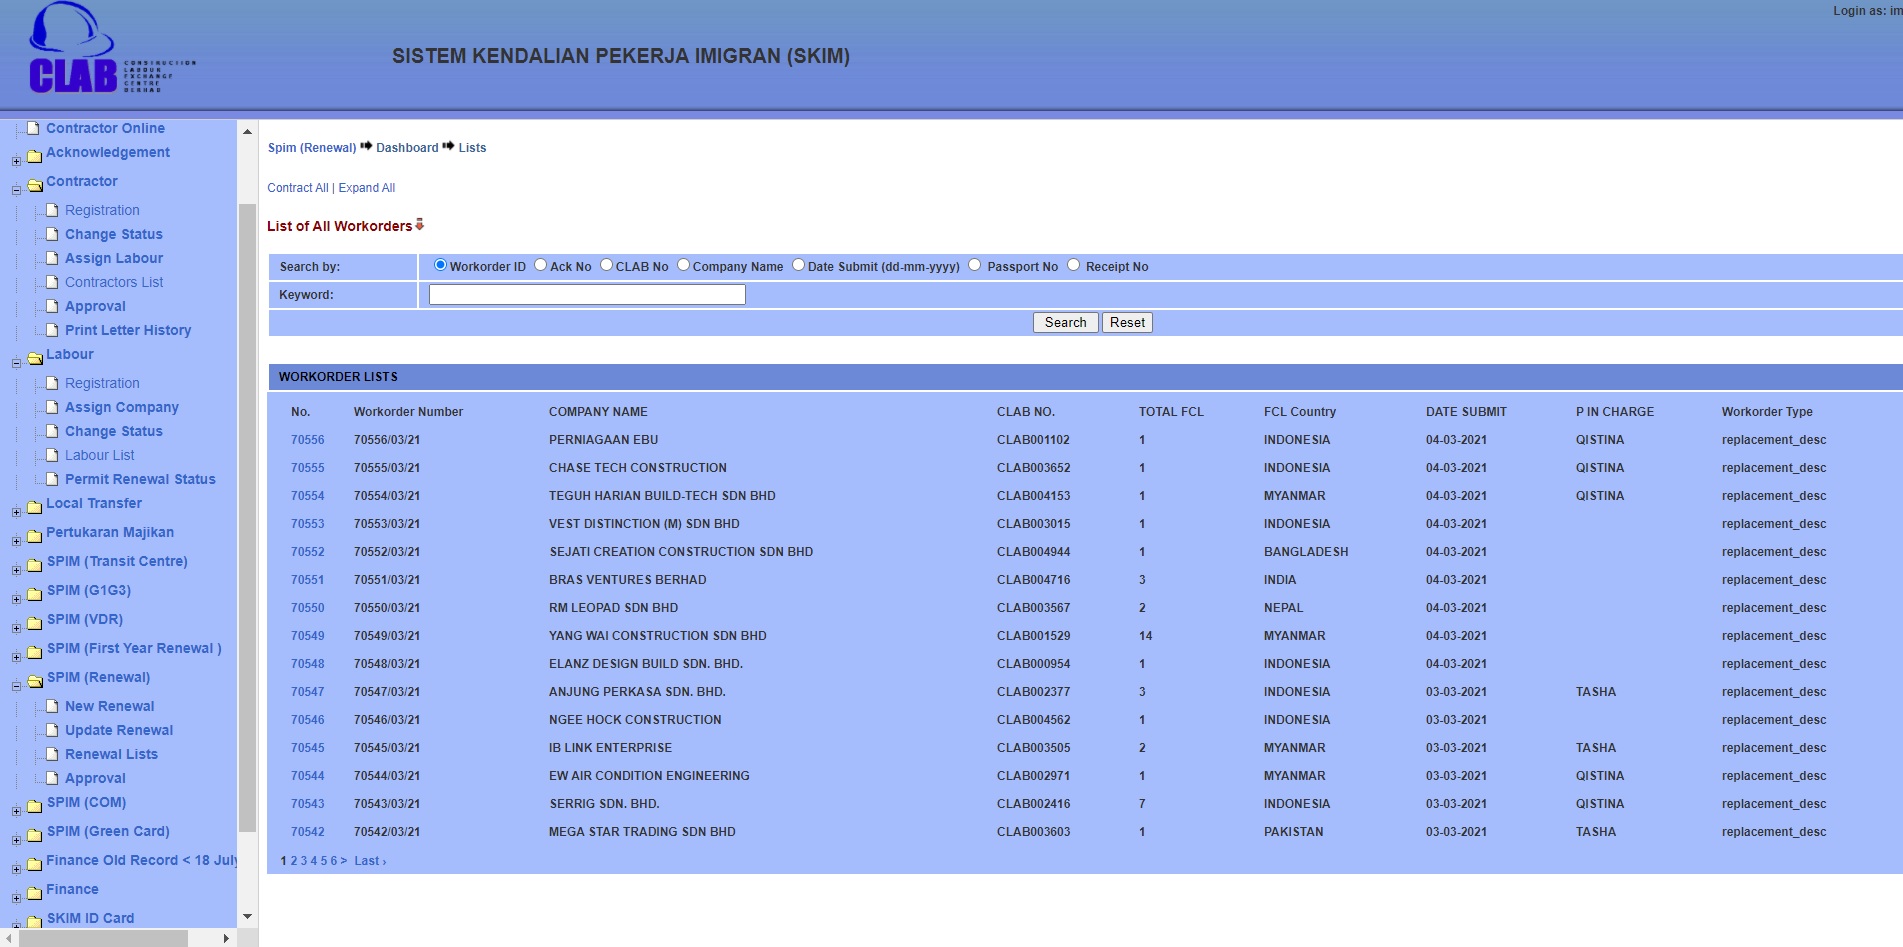 Login as: im
CLAB CONSTRUCTION LABOUR EXCHANGE CENTRE BERHAD
SISTEM KENDALIAN PEKERJA IMIGRAN (SKIM)
Contractor Online
Acknowledgement
Contractor
Registration
Change Status
Assign Labour
Contractors List
Approval
Print Letter History
Labour
Registration
Assign Company
Change Status
Labour List
Permit Renewal Status
Local Transfer
Pertukaran Majikan
SPIM (Transit Centre)
SPIM (G1G3)
SPIM (VDR)
SPIM (First Year Renewal )
SPIM (Renewal)
New Renewal
Update Renewal
Renewal Lists
Approval
SPIM (COM)
SPIM (Green Card)
Finance Old Record < 18 July
Finance
SKIM ID Card
Spim (Renewal) Dashboard Lists
Contract All | Expand All
List of All Workorders
Search by: Workorder ID Ack No CLAB No Company Name Date Submit (dd-mm-yyyy) Passport No Receipt No
Keyword:
Search Reset
WORKORDER LISTS
No. Workorder Number COMPANY NAME CLAB NO. TOTAL FCL FCL Country DATE SUBMIT P IN CHARGE Workorder Type
70556 70556/03/21 PERNIAGAAN EBU CLAB001102 1 INDONESIA 04-03-2021 QISTINA replacement_desc
70555 70555/03/21 CHASE TECH CONSTRUCTION CLAB003652 1 INDONESIA 04-03-2021 QISTINA replacement_desc
70554 70554/03/21 TEGUH HARIAN BUILD-TECH SDN BHD CLAB004153 1 MYANMAR 04-03-2021 QISTINA replacement_desc
70553 70553/03/21 VEST DISTINCTION (M) SDN BHD CLAB003015 1 INDONESIA 04-03-2021 replacement_desc
70552 70552/03/21 SEJATI CREATION CONSTRUCTION SDN BHD CLAB004944 1 BANGLADESH 04-03-2021 replacement_desc
70551 70551/03/21 BRAS VENTURES BERHAD CLAB004716 3 INDIA 04-03-2021 replacement_desc
70550 70550/03/21 RM LEOPAD SDN BHD CLAB003567 2 NEPAL 04-03-2021 replacement_desc
70549 70549/03/21 YANG WAI CONSTRUCTION SDN BHD CLAB001529 14 MYANMAR 04-03-2021 replacement_desc
70548 70548/03/21 ELANZ DESIGN BUILD SDN. BHD. CLAB000954 1 INDONESIA 04-03-2021 replacement_desc
70547 70547/03/21 ANJUNG PERKASA SDN. BHD. CLAB002377 3 INDONESIA 03-03-2021 TASHA replacement_desc
70546 70546/03/21 NGEE HOCK CONSTRUCTION CLAB004562 1 INDONESIA 03-03-2021 replacement_desc
70545 70545/03/21 IB LINK ENTERPRISE CLAB003505 2 MYANMAR 03-03-2021 TASHA replacement_desc
70544 70544/03/21 EW AIR CONDITION ENGINEERING CLAB002971 1 MYANMAR 03-03-2021 QISTINA replacement_desc
70543 70543/03/21 SERRIG SDN. BHD. CLAB002416 7 INDONESIA 03-03-2021 QISTINA replacement_desc
70542 70542/03/21 MEGA STAR TRADING SDN BHD CLAB003603 1 PAKISTAN 03-03-2021 TASHA replacement_desc
1 2 3 4 5 6 > Last ›